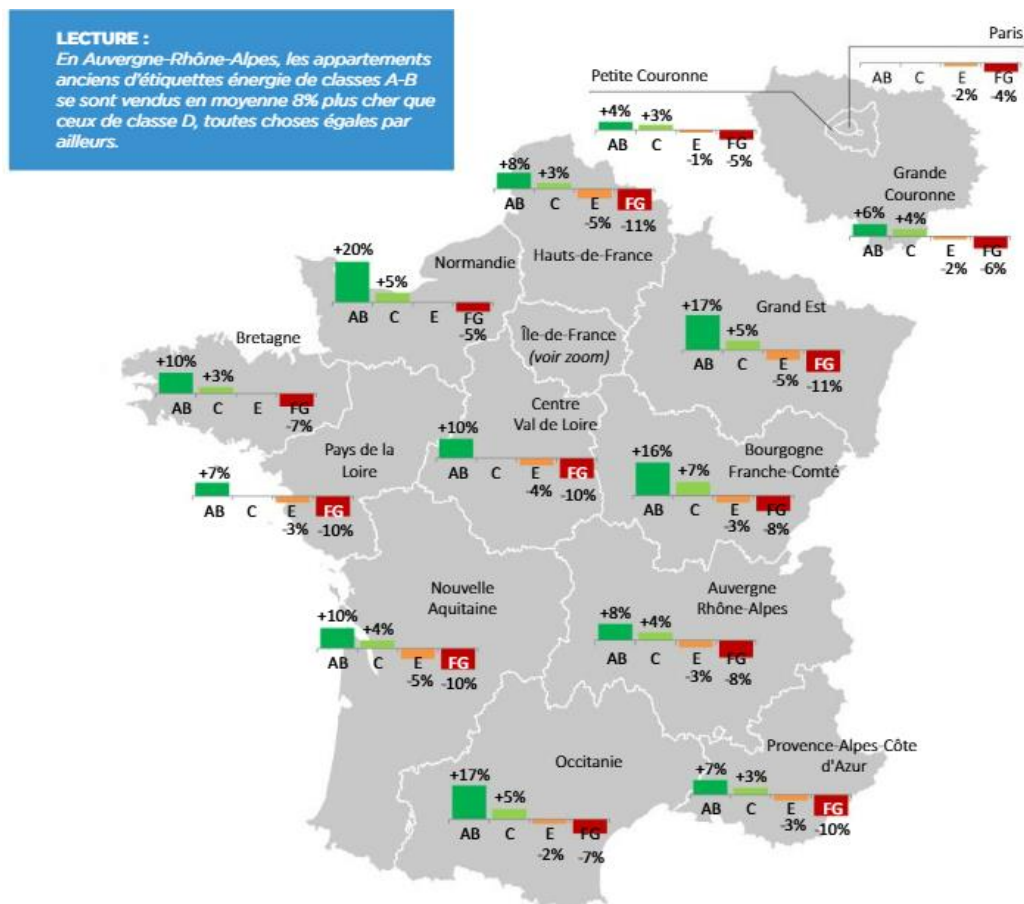 LECTURE :
En Auvergne-Rhône-Alpes, les appartements
anciens d'étiquettes énergie de classes A-B
se sont vendus en moyenne 8% plus cher que
ceux de classe D, toutes choses égales par
ailleurs.
Paris
AB C E FG
-2% -4%
Petite Couronne
+4% +3%
AB C E FG
-1% -5%
Grande
Couronne
+6% +4%
AB C E FG
-2% -6%
+8% +3%
AB C E FG
-5% -11%
Hauts-de-France
Normandie
+20% +5%
AB C E FG
-5%
Grand Est
+17% +5%
AB C E FG
-5% -11%
Île-de-France
(voir zoom)
Bretagne
+10% +3%
AB C E FG
-7%
Centre
Val de Loire
+10%
AB C E FG
-4% -10%
Bourgogne
Franche-Comté
+16% +7%
AB C E FG
-3% -8%
Pays de la
Loire
+7%
AB C E FG
-3% -10%
Nouvelle
Aquitaine
+10% +4%
AB C E FG
-5% -10%
Auvergne
Rhône-Alpes
+8% +4%
AB C E FG
-3% -8%
Occitanie
+17% +5%
AB C E FG
-2% -7%
Provence-Alpes-Côte
d'Azur
+7% +3%
AB C E FG
-3% -10%